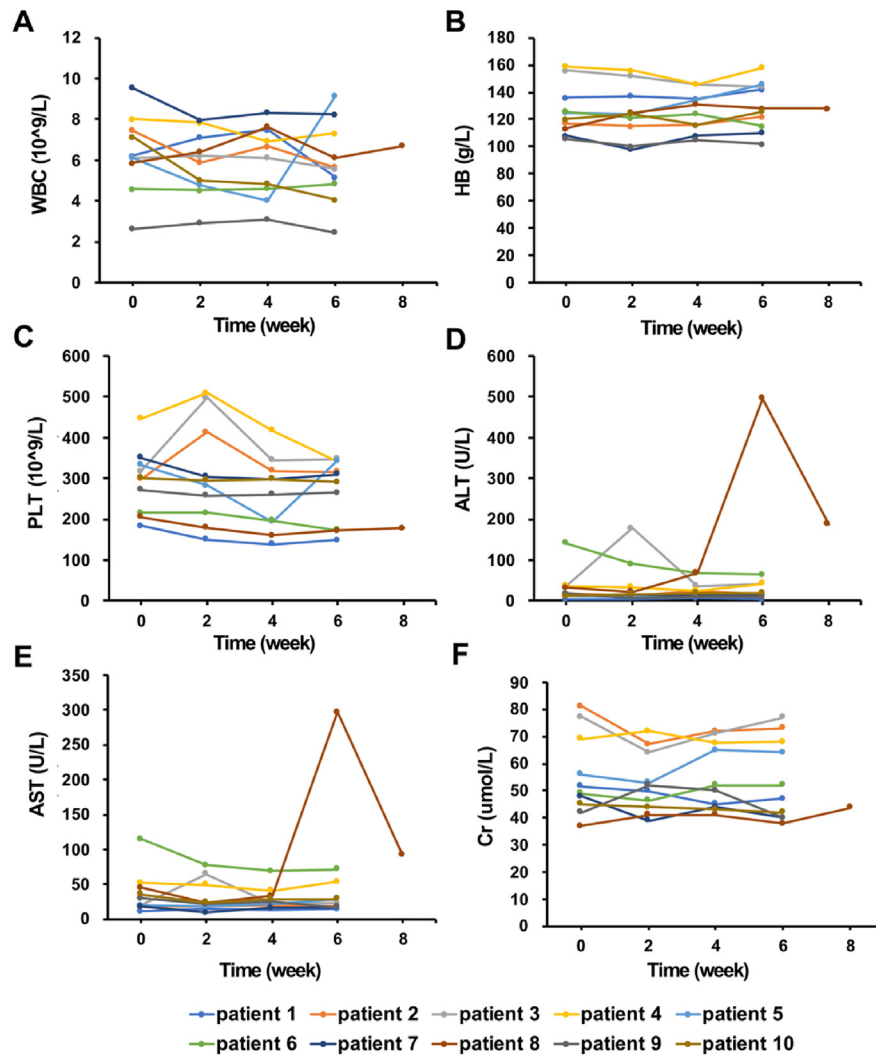 A
B
12
10
8
6
4
2
0
WBC (10^9/L)
0 2 4 6 8
Time (week)
180
160
140
120
100
80
60
40
20
0
HB (g/L)
0 2 4 6 8
Time (week)
C
D
600
500
400
300
200
100
0
PLT (10^9/L)
0 2 4 6 8
Time (week)
600
500
400
300
200
100
0
ALT (U/L)
0 2 4 6 8
Time (week)
E
F
350
300
250
200
150
100
50
0
AST (U/L)
0 2 4 6 8
Time (week)
90
80
70
60
50
40
30
20
10
0
Cr (umol/L)
0 2 4 6 8
Time (week)
patient 1 patient 2 patient 3 patient 4 patient 5
patient 6 patient 7 patient 8 patient 9 patient 10